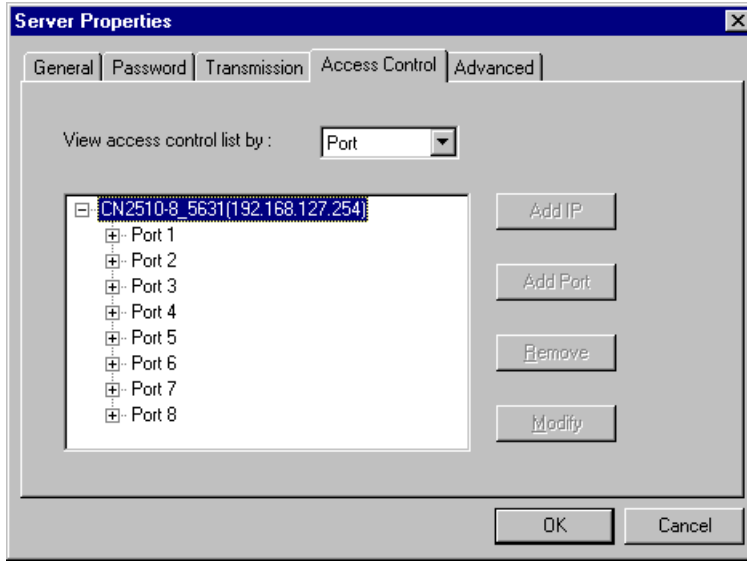 Server Properties
General Password Transmission Access Control Advanced
View access control list by : Port
CN2510-8_5631(192.168.127.254)
Port 1
Port 2
Port 3
Port 4
Port 5
Port 6
Port 7
Port 8
Add IP
Add Port
Remove
Modify
OK Cancel